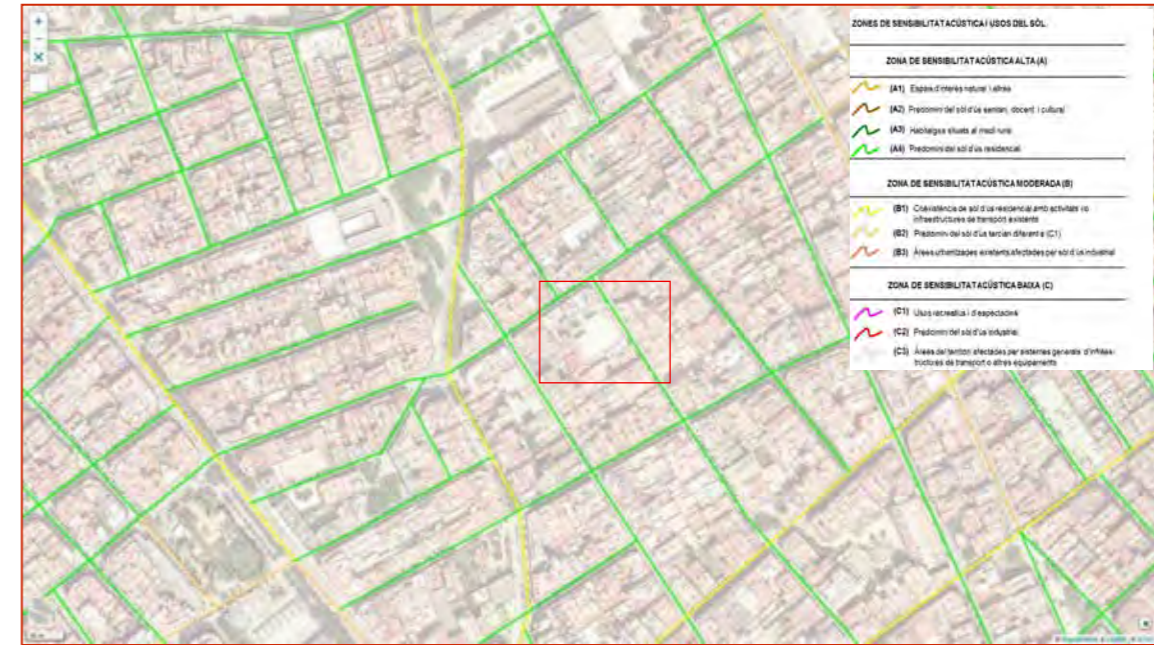 ZONES DE SENSIBILITAT ACÚSTICA I USOS DEL SÒL
ZONA DE SENSIBILITAT ACÚSTICA ALTA (A)
(A1) Espais d'interès natural i altres
(A2) Predomini del sòl d'ús sanitari, docent i cultural
(A3) Habitatges situats al medi rural
(A4) Predomini del sòl d'ús residencial
ZONA DE SENSIBILITAT ACÚSTICA MODERADA (B)
(B1) Coexistència de sòl d'ús residencial amb activitats i/o
infraestructures de transport existents
(B2) Predomini del sòl d'ús terciari diferent a (C1)
(B3) Àrees urbanitzades existents afectades per sòl d'ús industrial
ZONA DE SENSIBILITAT ACÚSTICA BAIXA (C)
(C1) Usos recreatius i d'espectacles
(C2) Predomini del sòl d'ús industrial
(C3) Àrees del territori afectades per sistemes generals d'infraes-
tructures de transport o altres equipaments